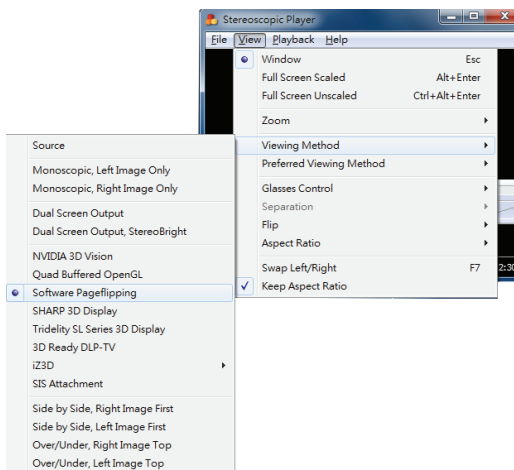 Stereoscopic Player
File View Playback Help
Window Esc
Full Screen Scaled Alt+Enter
Full Screen Unscaled Ctrl+Alt+Enter
Zoom
Viewing Method
Preferred Viewing Method
Glasses Control
Separation
Flip
Aspect Ratio
Swap Left/Right F7
Keep Aspect Ratio
Source
Monoscopic, Left Image Only
Monoscopic, Right Image Only
Dual Screen Output
Dual Screen Output, StereoBright
NVIDIA 3D Vision
Quad Buffered OpenGL
Software Pageflipping
SHARP 3D Display
Tridelity SL Series 3D Display
3D Ready DLP-TV
iZ3D
SIS Attachment
Side by Side, Right Image First
Side by Side, Left Image First
Over/Under, Right Image Top
Over/Under, Left Image Top